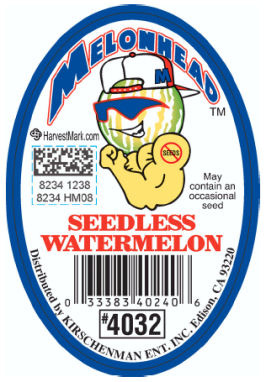 MELONHEAD
TM
M
HarvestMark.com
SEEDS
8234 1238
8234 HM08
May
contain an
occasional
seed
SEEDLESS
WATERMELON
0 33383 40240 6
#4032
Distributed by KIRSCHENMAN ENT. INC. Edison, CA 93220